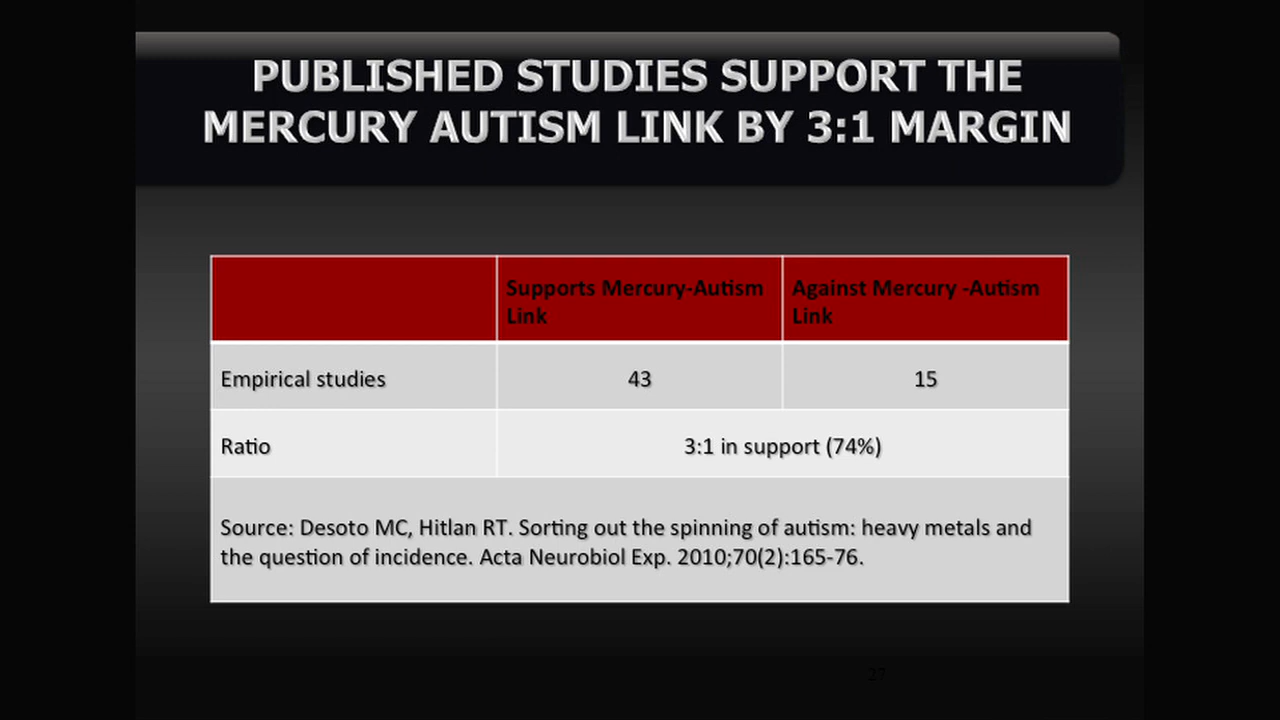 PUBLISHED STUDIES SUPPORT THE
MERCURY AUTISM LINK BY 3:1 MARGIN
Supports Mercury-Autism
Link
Against Mercury -Autism
Link
Empirical studies
43
15
Ratio
3:1 in support (74%)
Source: Desoto MC, Hitlan RT. Sorting out the spinning of autism: heavy metals and
the question of incidence. Acta Neurobiol Exp. 2010;70(2):165-76.
27